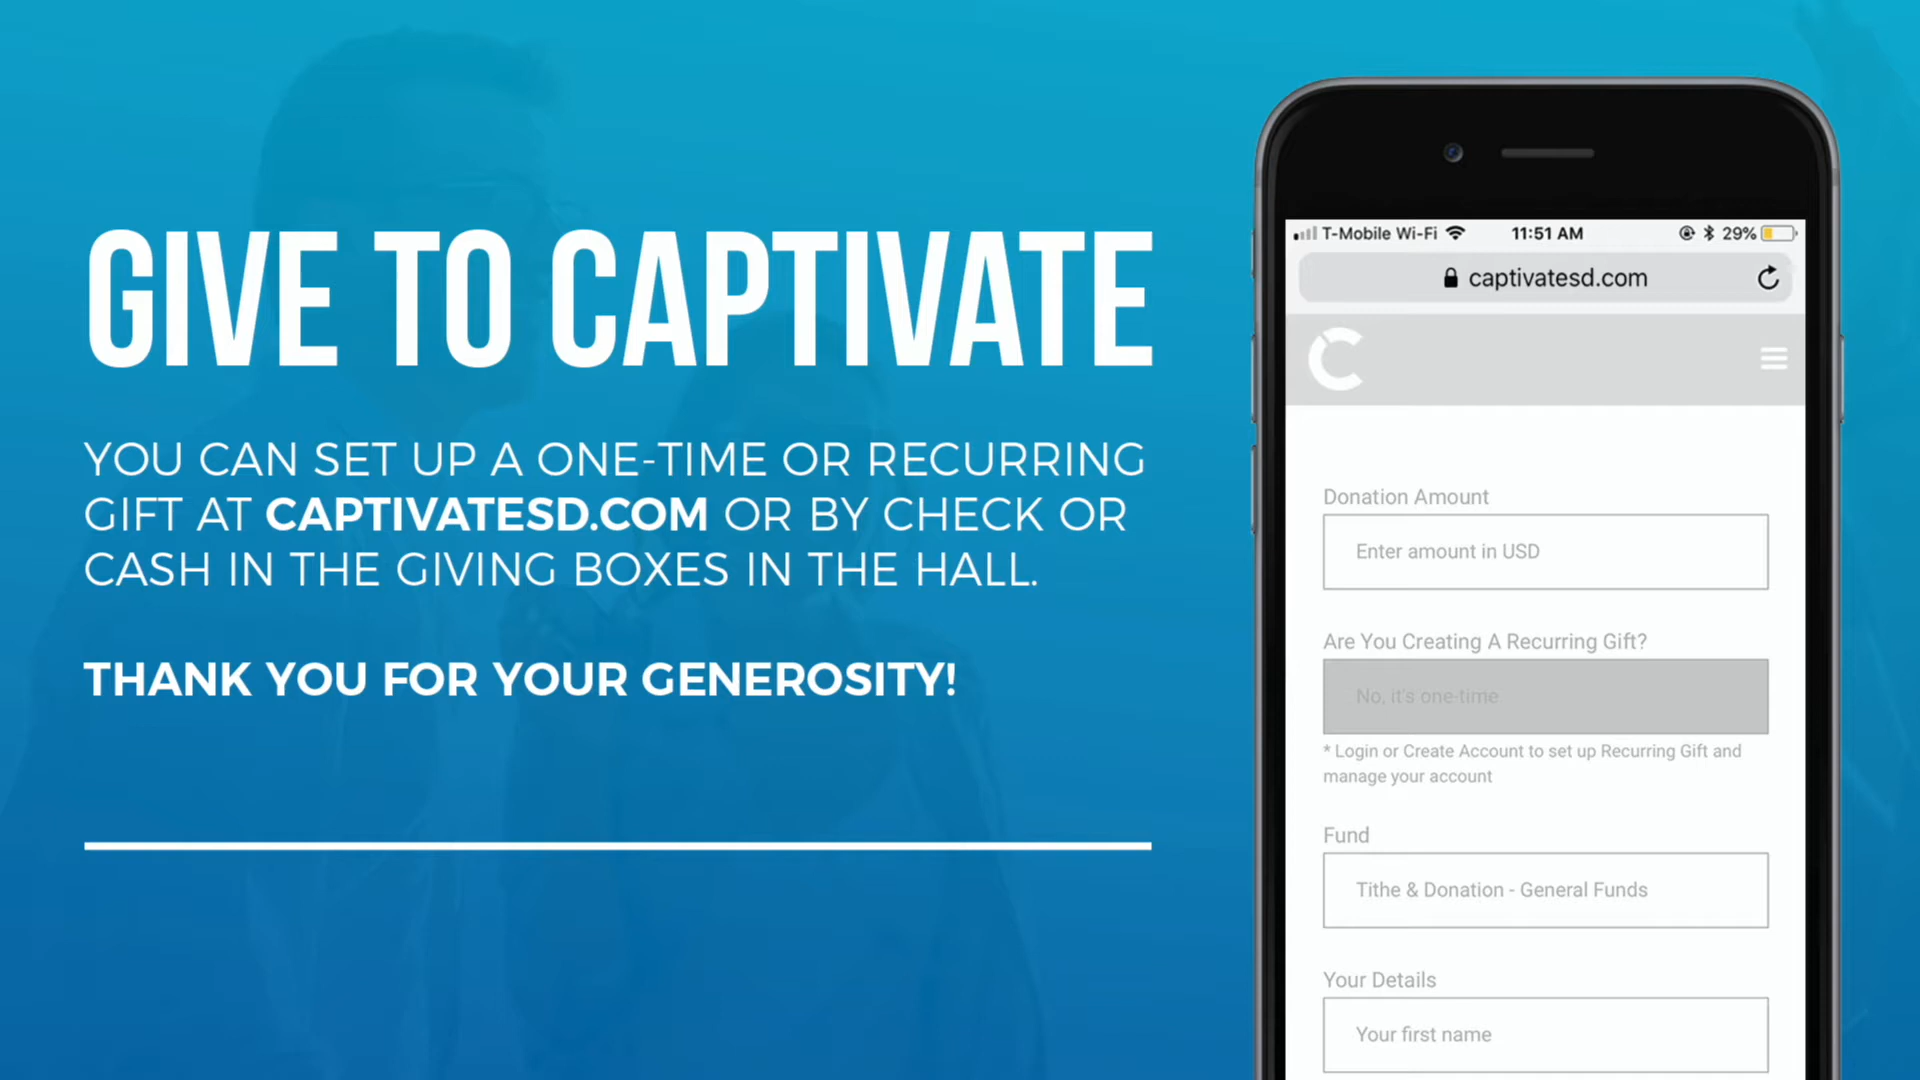 GIVE TO CAPTIVATE
YOU CAN SET UP A ONE-TIME OR RECURRING
GIFT AT CAPTIVATESD.COM OR BY CHECK OR
CASH IN THE GIVING BOXES IN THE HALL.
THANK YOU FOR YOUR GENEROSITY!
T-Mobile Wi-Fi 11:51 AM 29%
captivatesd.com
C
Donation Amount
Enter amount in USD
Are You Creating A Recurring Gift?
No, it's one-time
* Login or Create Account to set up Recurring Gift and
manage your account
Fund
Tithe & Donation - General Funds
Your Details
Your first name